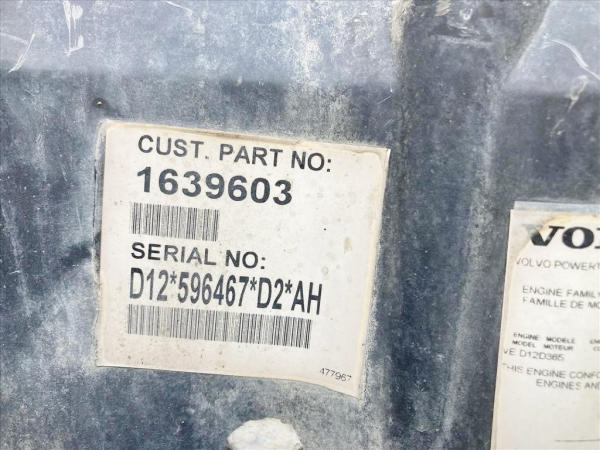 CUST. PART NO:
1639603
SERIAL NO:
D12*596467*D2*AH
477967
VOLVO POWERT
ENGINE FAMILY
FAMILLE DE MO
ENGINE MODELE
MODEL MOTEUR
VE D12D365
THIS ENGINE CONFO
ENGINES AND